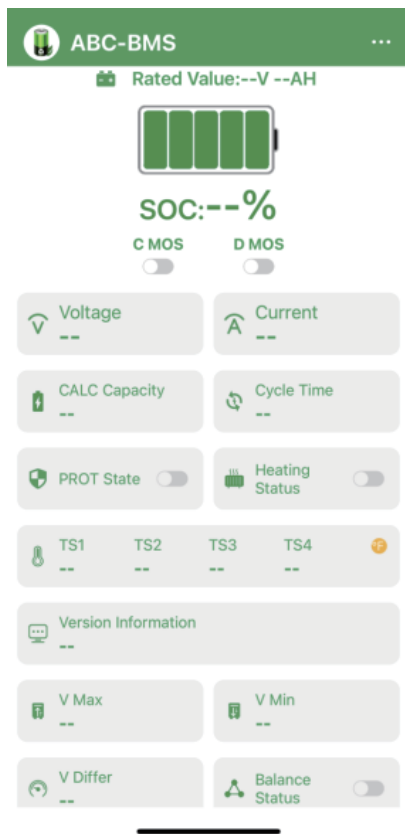 ABC-BMS
...
Rated Value:--V --AH
SOC:--%
C MOS D MOS
Voltage Current
-- --
CALC Capacity Cycle Time
-- --
PROT State Heating
Status
TS1 TS2 TS3 TS4 °F
-- -- -- --
Version Information
--
V Max V Min
-- --
V Differ Balance
-- Status